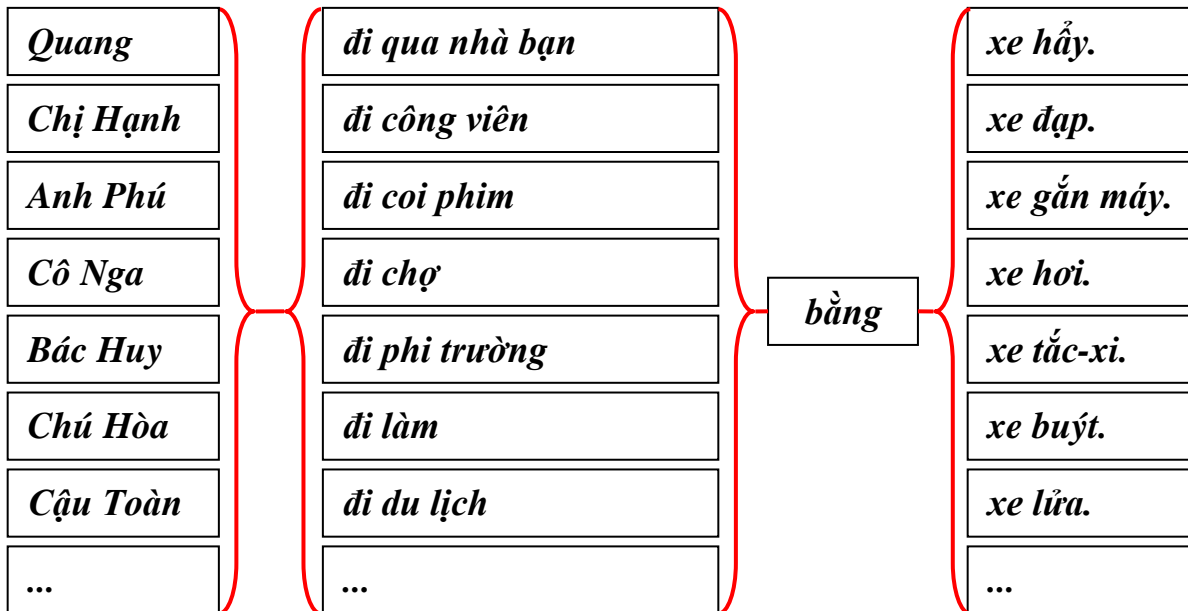 Quang đi qua nhà bạn xe hẩy.
Chị Hạnh đi công viên xe đạp.
Anh Phú đi coi phim xe gắn máy.
Cô Nga đi chợ xe hơi.
bằng
Bác Huy đi phi trường xe tắc-xi.
Chú Hòa đi làm xe buýt.
Cậu Toàn đi du lịch xe lửa.
... ... ...